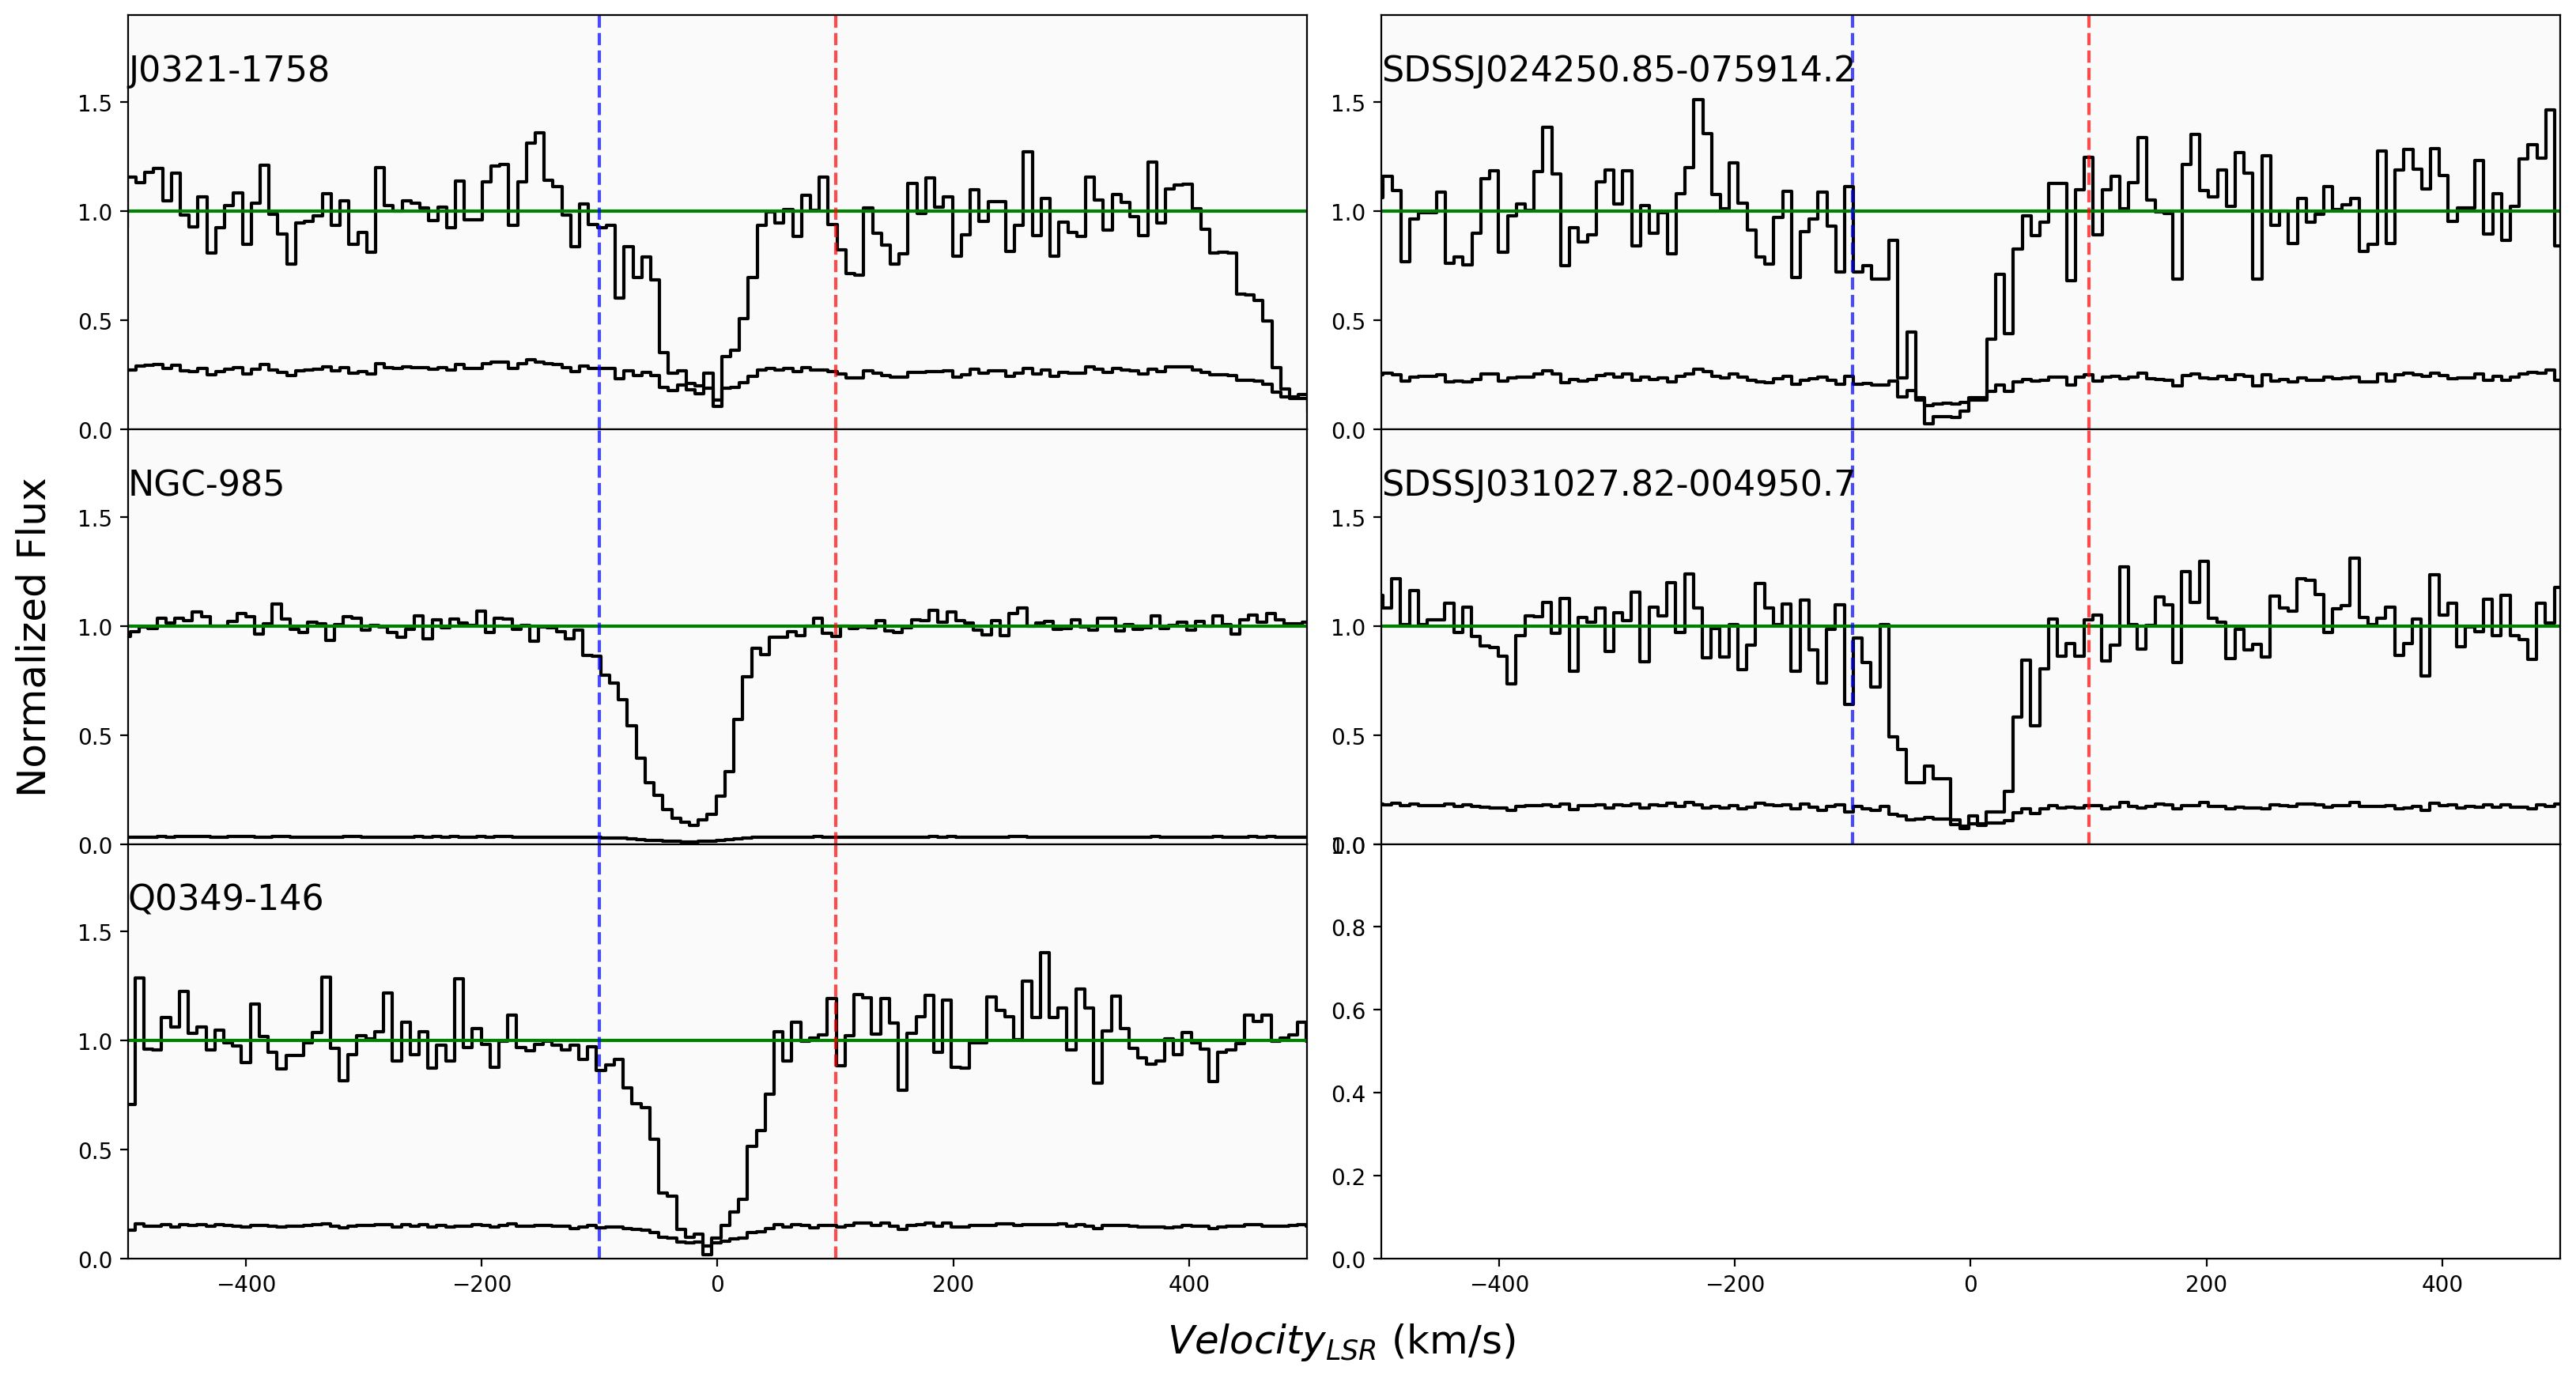 J0321-1758
1.5
1.0
0.5
0.0
SDSSJ024250.85-075914.2
1.5
1.0
0.5
0.0
NGC-985
1.5
1.0
0.5
0.0
SDSSJ031027.82-004950.7
1.5
1.0
0.5
0.0
Q0349-146
1.5
1.0
0.5
0.0
−400 −200 0 200 400
1.0
0.8
0.6
0.4
0.2
0.0
−400 −200 0 200 400
Normalized Flux
Velocity_LSR (km/s)